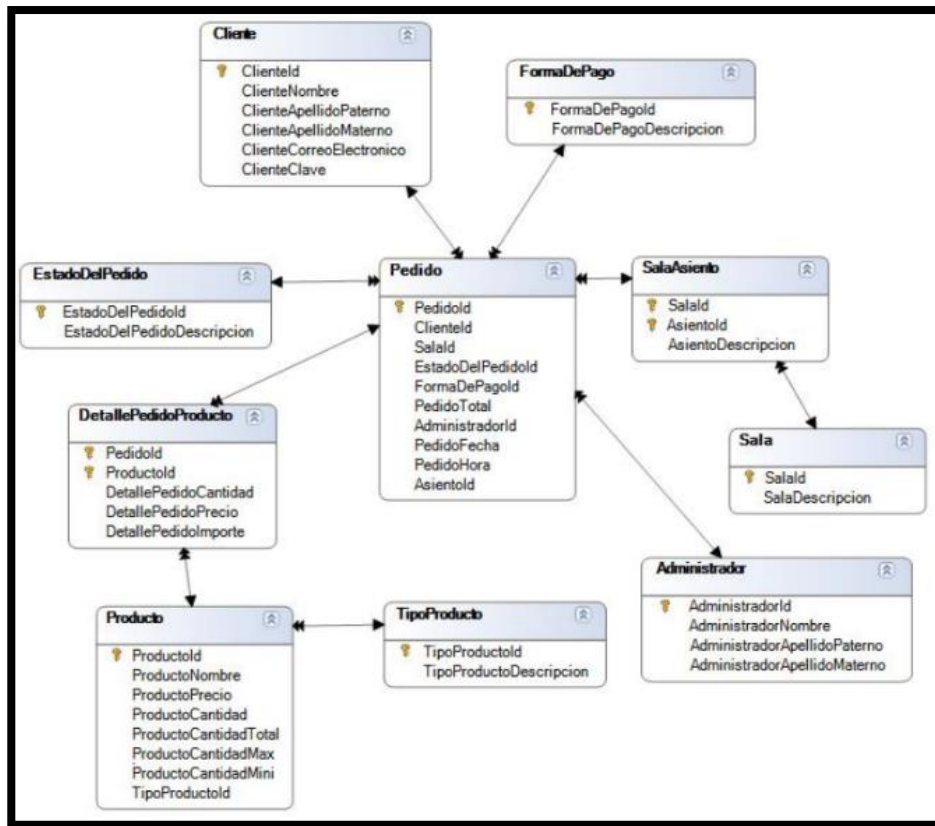 Cliente
ClienteId
ClienteNombre
ClienteApellidoPaterno
ClienteApellidoMaterno
ClienteCorreoElectronico
ClienteClave
FormaDePago
FormaDePagoId
FormaDePagoDescripcion
EstadoDelPedido
EstadoDelPedidoId
EstadoDelPedidoDescripcion
Pedido
PedidoId
ClienteId
SalaId
EstadoDelPedidoId
FormaDePagoId
PedidoTotal
AdministradorId
PedidoFecha
PedidoHora
AsientoId
SalaAsiento
SalaId
AsientoId
AsientoDescripcion
DetallePedidoProducto
PedidoId
ProductoId
DetallePedidoCantidad
DetallePedidoPrecio
DetallePedidoImporte
Sala
SalaId
SalaDescripcion
Administrador
AdministradorId
AdministradorNombre
AdministradorApellidoPaterno
AdministradorApellidoMaterno
Producto
ProductoId
ProductoNombre
ProductoPrecio
ProductoCantidad
ProductoCantidadTotal
ProductoCantidadMax
ProductoCantidadMini
TipoProductoId
TipoProducto
TipoProductoId
TipoProductoDescripcion